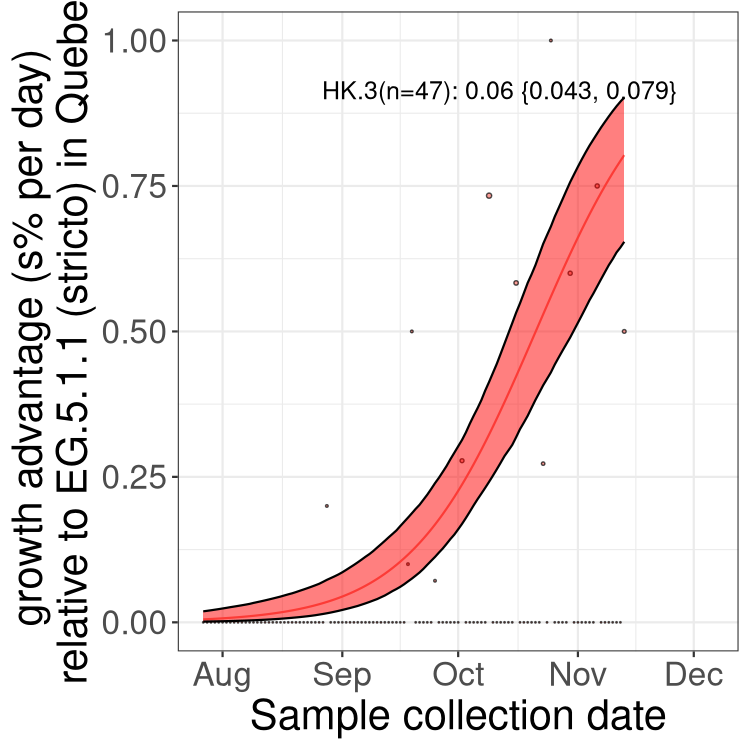 growth advantage (s% per day)
relative to EG.5.1.1 (stricto) in Quebe
1.00
0.75
0.50
0.25
0.00
HK.3(n=47): 0.06 {0.043, 0.079}
Aug Sep Oct Nov Dec
Sample collection date